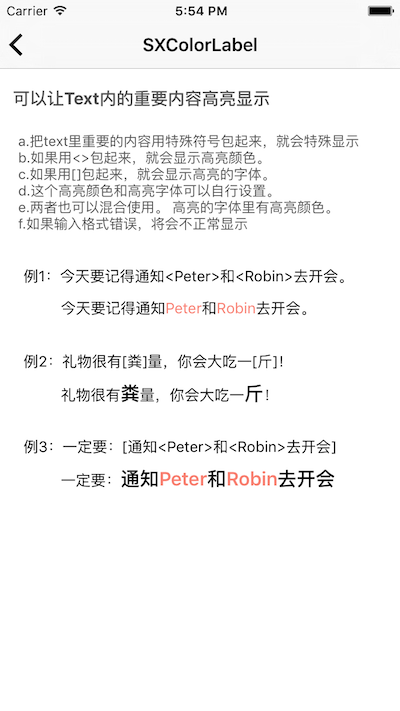 Carrier 5:54 PM
SXColorLabel
可以让Text内的重要内容高亮显示
a.把text里重要的内容用特殊符号包起来，就会特殊显示
b.如果用<>包起来，就会显示高亮颜色。
c.如果用[]包起来，就会显示高亮的字体。
d.这个高亮颜色和高亮字体可以自行设置。
e.两者也可以混合使用。 高亮的字体里有高亮颜色。
f.如果输入格式错误，将会不正常显示
例1：今天要记得通知<Peter>和<Robin>去开会。
今天要记得通知Peter和Robin去开会。
例2：礼物很有[粪]量，你会大吃一[斤]！
礼物很有粪量，你会大吃一斤！
例3：一定要：[通知<Peter>和<Robin>去开会]
一定要：通知Peter和Robin去开会